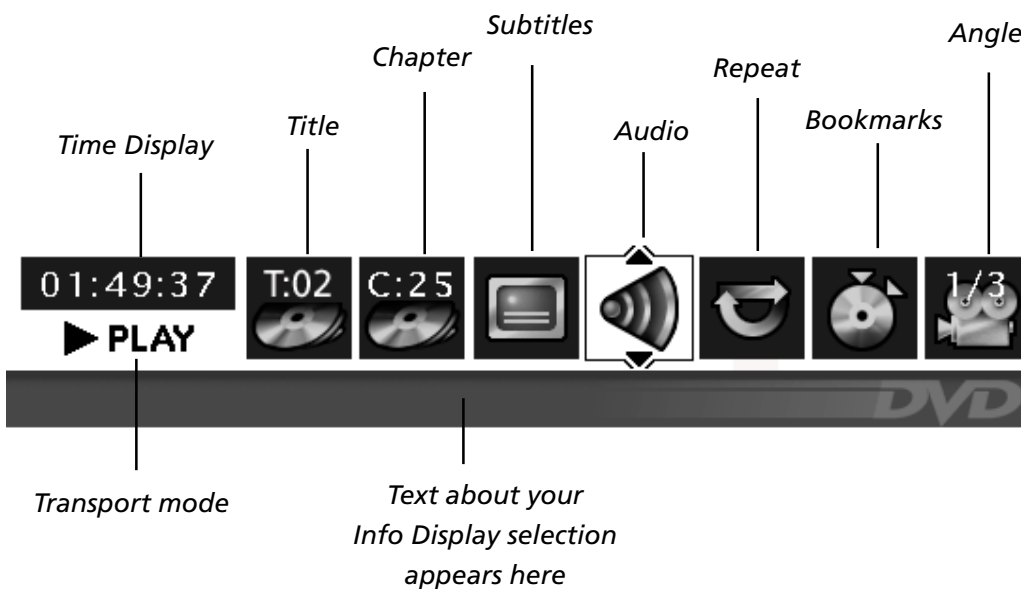 Subtitles
Angle
Chapter
Repeat
Title
Bookmarks
Audio
Time Display
01:49:37
T:02
C:25
1/3
PLAY
DVD
Transport mode
Text about your
Info Display selection
appears here